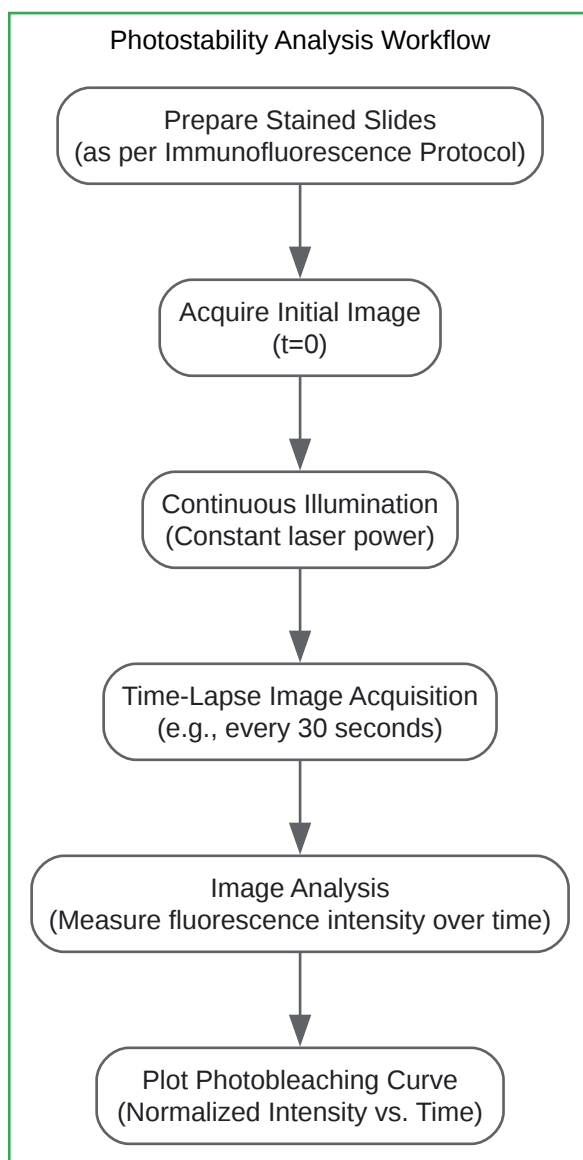 Photostability Analysis Workflow
Prepare Stained Slides
(as per Immunofluorescence Protocol)
Acquire Initial Image
(t=0)
Continuous Illumination
(Constant laser power)
Time-Lapse Image Acquisition
(e.g., every 30 seconds)
Image Analysis
(Measure fluorescence intensity over time)
Plot Photobleaching Curve
(Normalized Intensity vs. Time)